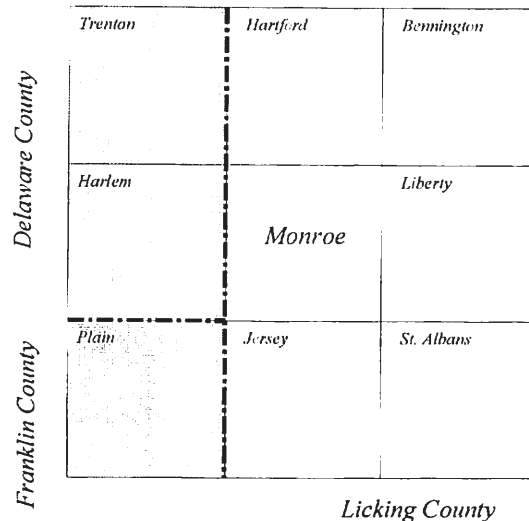 Trenton
Hartford
Bennington
Delaware County
Harlem
Liberty
Monroe
Plain
Jersey
St. Albans
Franklin County
Licking County